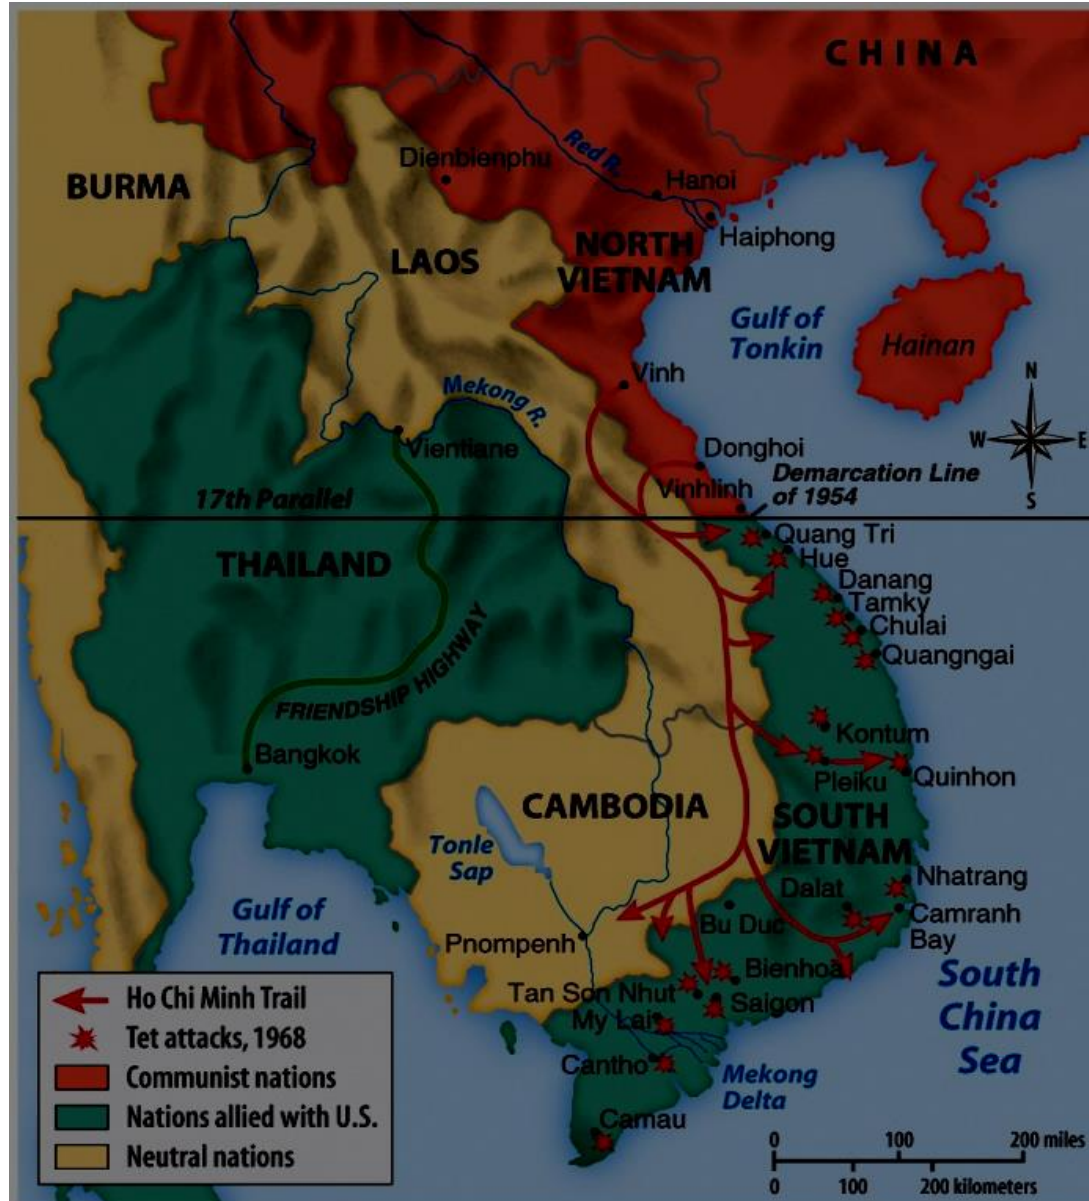 CHINA
Red R.
Dienbienphu
Hanoi
BURMA
Haiphong
NORTH
VIETNAM
LAOS
Gulf of
Tonkin
Hainan
N
W
E
S
Vinh
Mekong R.
Vientiane
Donghoi
Vinhlinh
Demarcation Line
of 1954
17th Parallel
Quang Tri
Hue
THAILAND
Danang
Tamky
Chulai
Quangngai
FRIENDSHIP HIGHWAY
Kontum
Bangkok
Pleiku
Quinhon
CAMBODIA
SOUTH
VIETNAM
Tonle
Sap
Nhatrang
Dalat
Camranh
Bay
Gulf of
Thailand
Bu Duc
Pnompenh
Bienhoa
Tan Son Nhut
Saigon
My Lai
South
China
Sea
Cantho
Mekong
Delta
Camau
Ho Chi Minh Trail
Tet attacks, 1968
Communist nations
Nations allied with U.S.
Neutral nations
0 100 200 miles
0 100 200 kilometers